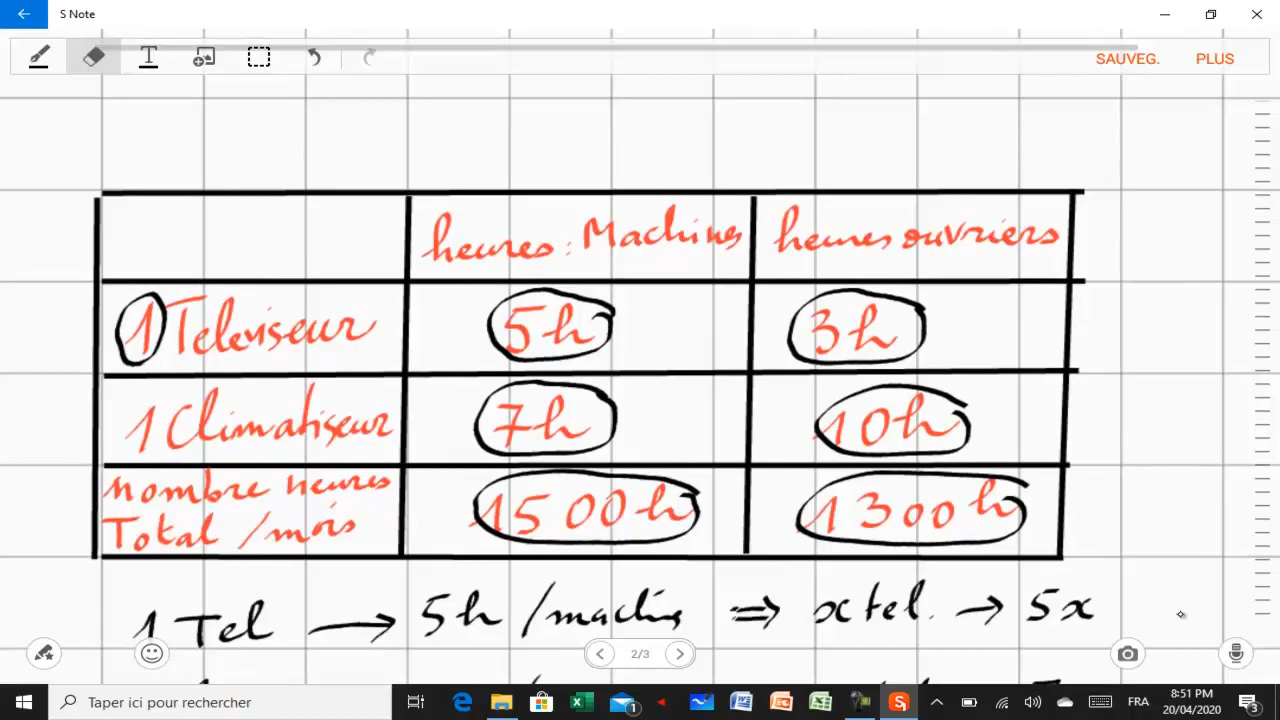 S Note
SAUVEG. PLUS
heures: Machines heures ouvriers
1 Televiseur 5h 3h
1 Climatiseur 7h 10h
nombre heures
Total /mois 1500h 1300h
1 Tel → 5h /machis ⇒ x tel. → 5x
2/3
Taper ici pour rechercher
FRA
8:51 PM
20/04/2020